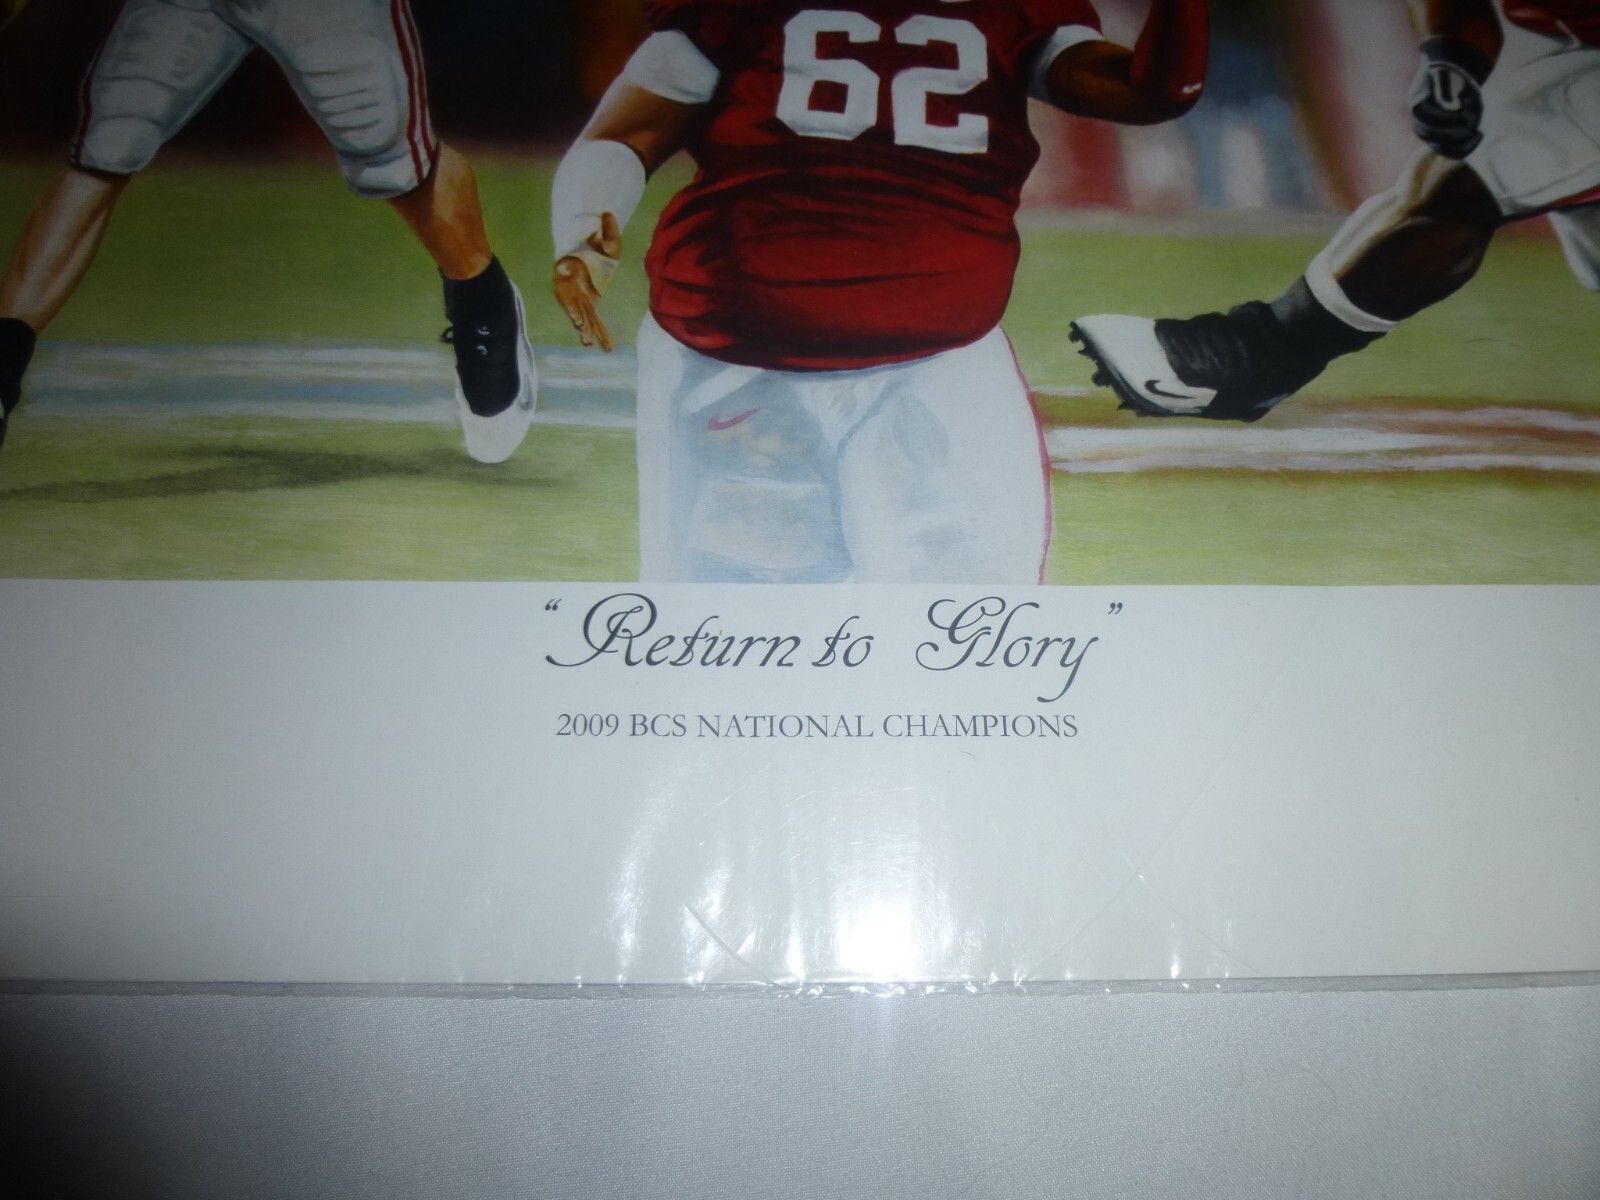 62
“Return to Glory”
2009 BCS NATIONAL CHAMPIONS